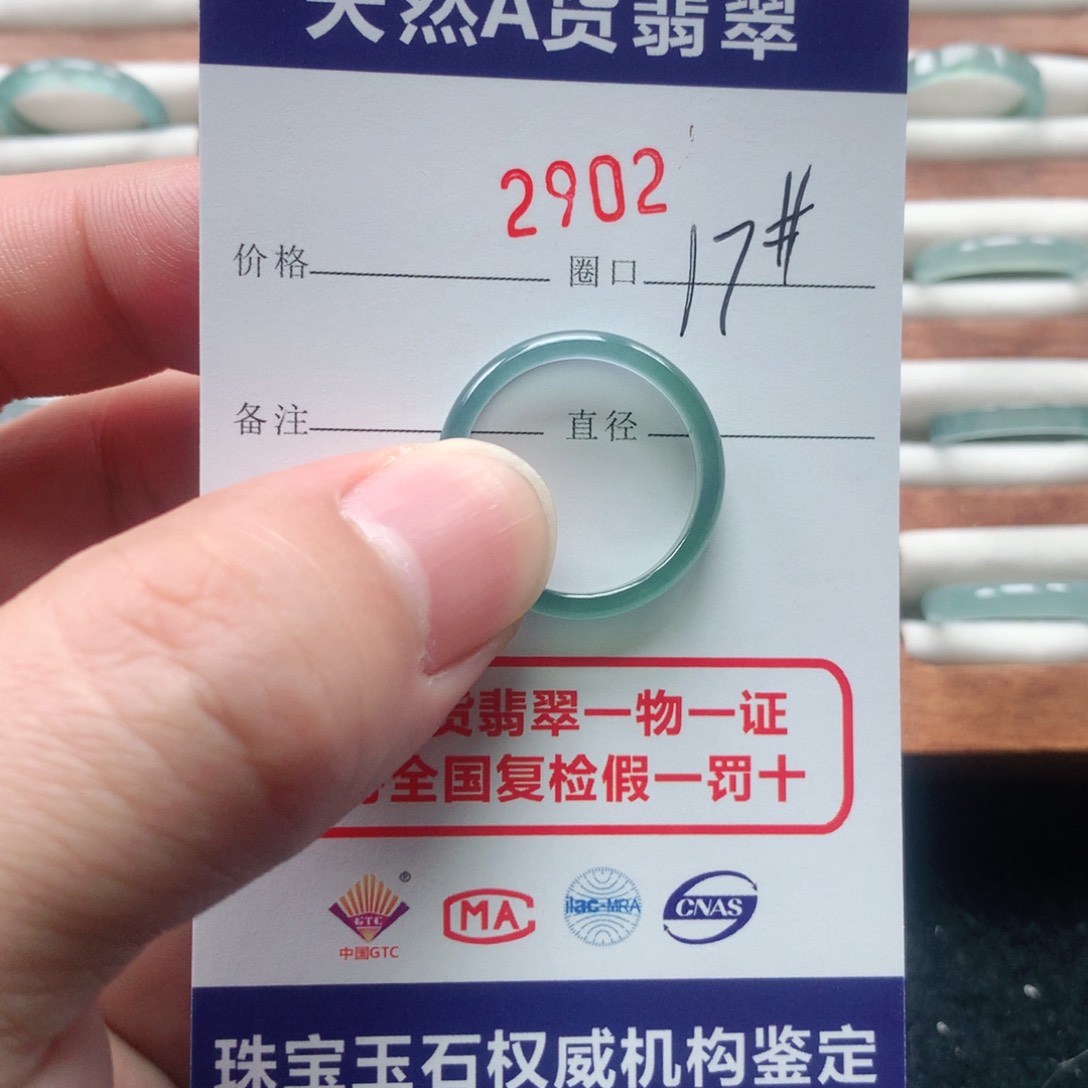 天然A货翡翠
2902
价格 圈口 17#
备注 直径
货翡翠一物一证
全国复检假一罚十
GTC ® MA ilac-MRA CNAS
中国GTC
珠宝玉石权威机构鉴定